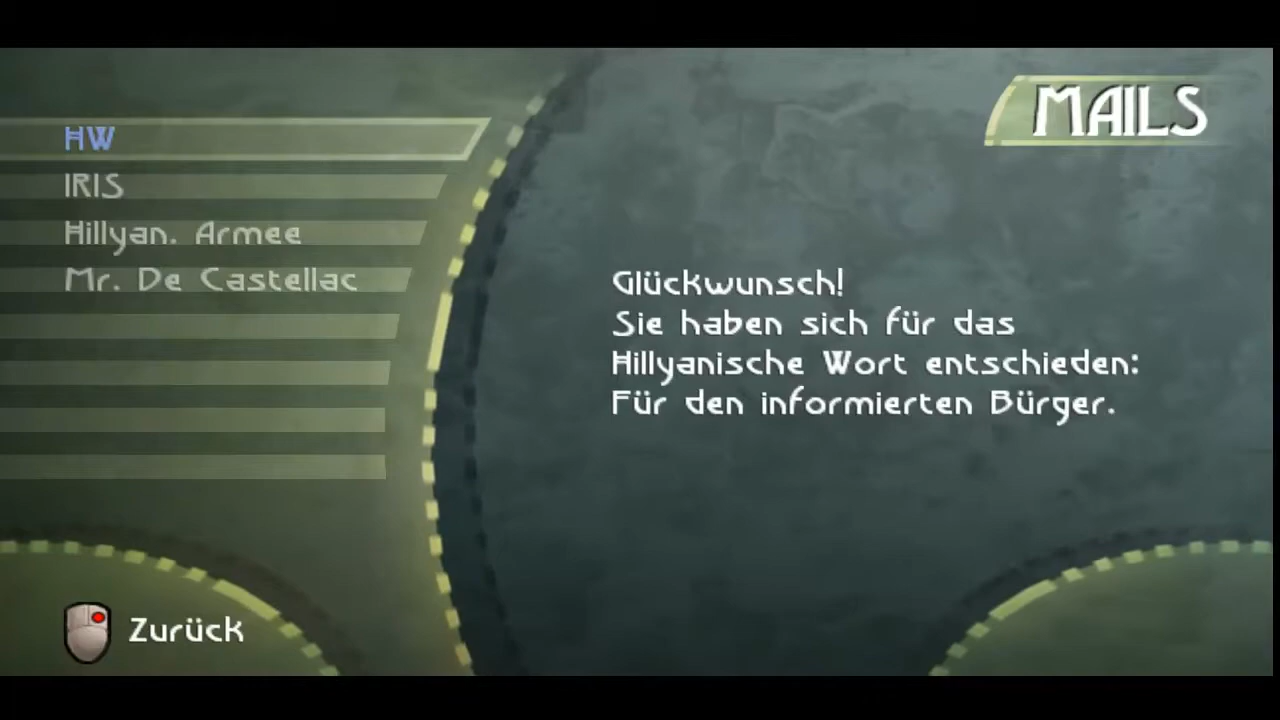 MAILS
HW
IRIS
Hillyan. Armee
Mr. De Castellac
Glückwunsch!
Sie haben sich für das
Hillyanische Wort entschieden:
Für den informierten Bürger.
Zurück